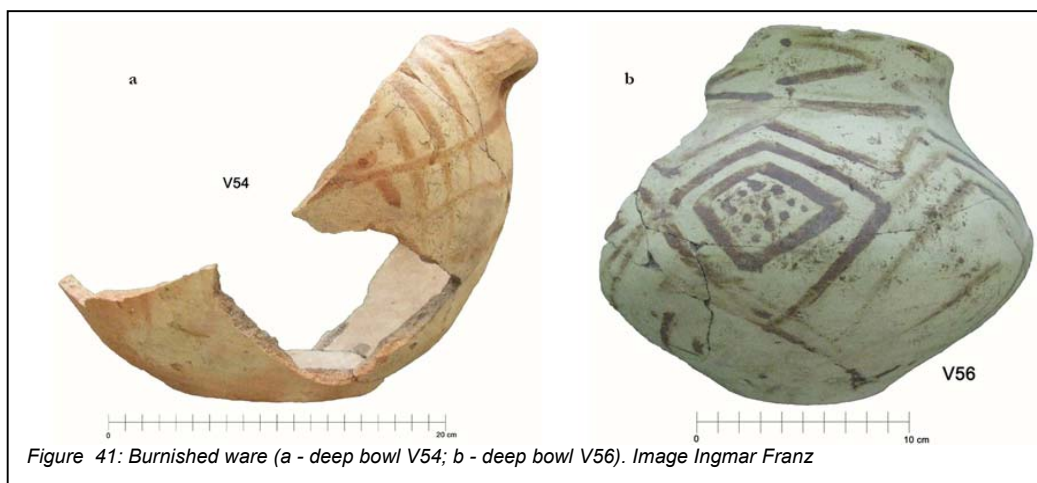 a
V54
0 20 cm
b
V56
0 10 cm
Figure 41: Burnished ware (a - deep bowl V54; b - deep bowl V56). Image Ingmar Franz